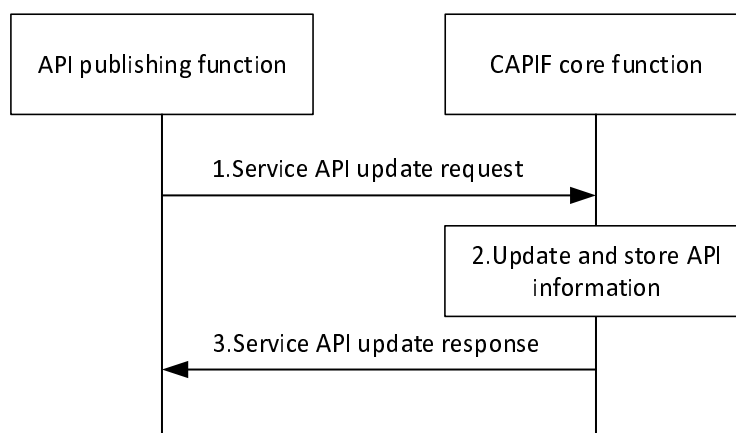 API publishing function
CAPIF core function
1.Service API update request
2.Update and store API
information
3.Service API update response